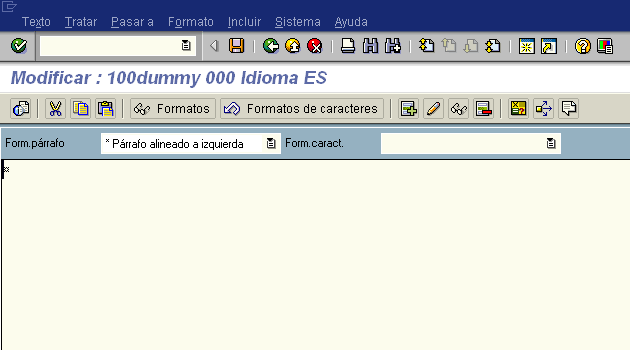 Texto Tratar Pasar a Formato Incluir Sistema Ayuda
Modificar : 100dummy 000 Idioma ES
Formatos Formatos de caracteres
Form.párrafo * Párrafo alineado a izquierda Form.caract.